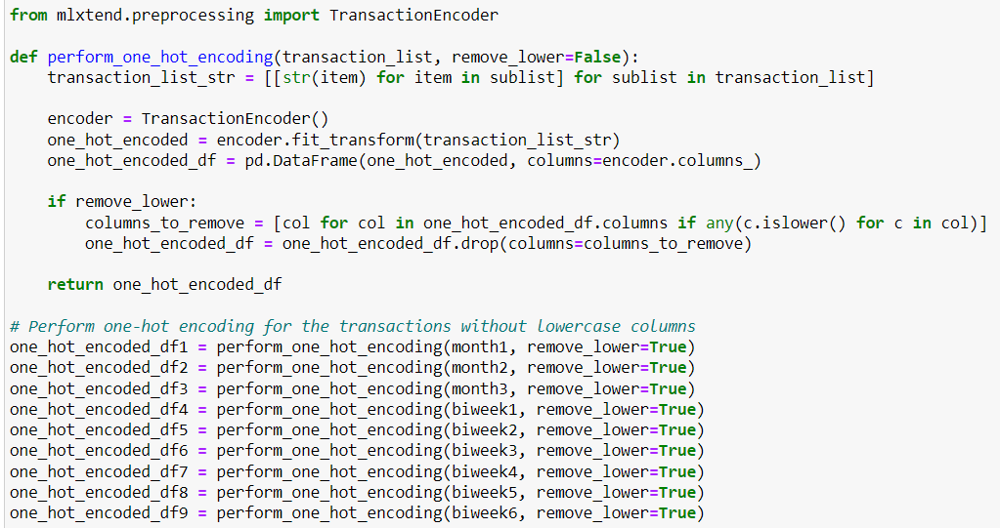 from mlxtend.preprocessing import TransactionEncoder
def perform_one_hot_encoding(transaction_list, remove_lower=False):
    transaction_list_str = [[str(item) for item in sublist] for sublist in transaction_list]
    encoder = TransactionEncoder()
    one_hot_encoded = encoder.fit_transform(transaction_list_str)
    one_hot_encoded_df = pd.DataFrame(one_hot_encoded, columns=encoder.columns_)
    if remove_lower:
        columns_to_remove = [col for col in one_hot_encoded_df.columns if any(c.islower() for c in col)]
        one_hot_encoded_df = one_hot_encoded_df.drop(columns=columns_to_remove)
    return one_hot_encoded_df
# Perform one-hot encoding for the transactions without lowercase columns
one_hot_encoded_df1 = perform_one_hot_encoding(month1, remove_lower=True)
one_hot_encoded_df2 = perform_one_hot_encoding(month2, remove_lower=True)
one_hot_encoded_df3 = perform_one_hot_encoding(month3, remove_lower=True)
one_hot_encoded_df4 = perform_one_hot_encoding(biweek1, remove_lower=True)
one_hot_encoded_df5 = perform_one_hot_encoding(biweek2, remove_lower=True)
one_hot_encoded_df6 = perform_one_hot_encoding(biweek3, remove_lower=True)
one_hot_encoded_df7 = perform_one_hot_encoding(biweek4, remove_lower=True)
one_hot_encoded_df8 = perform_one_hot_encoding(biweek5, remove_lower=True)
one_hot_encoded_df9 = perform_one_hot_encoding(biweek6, remove_lower=True)